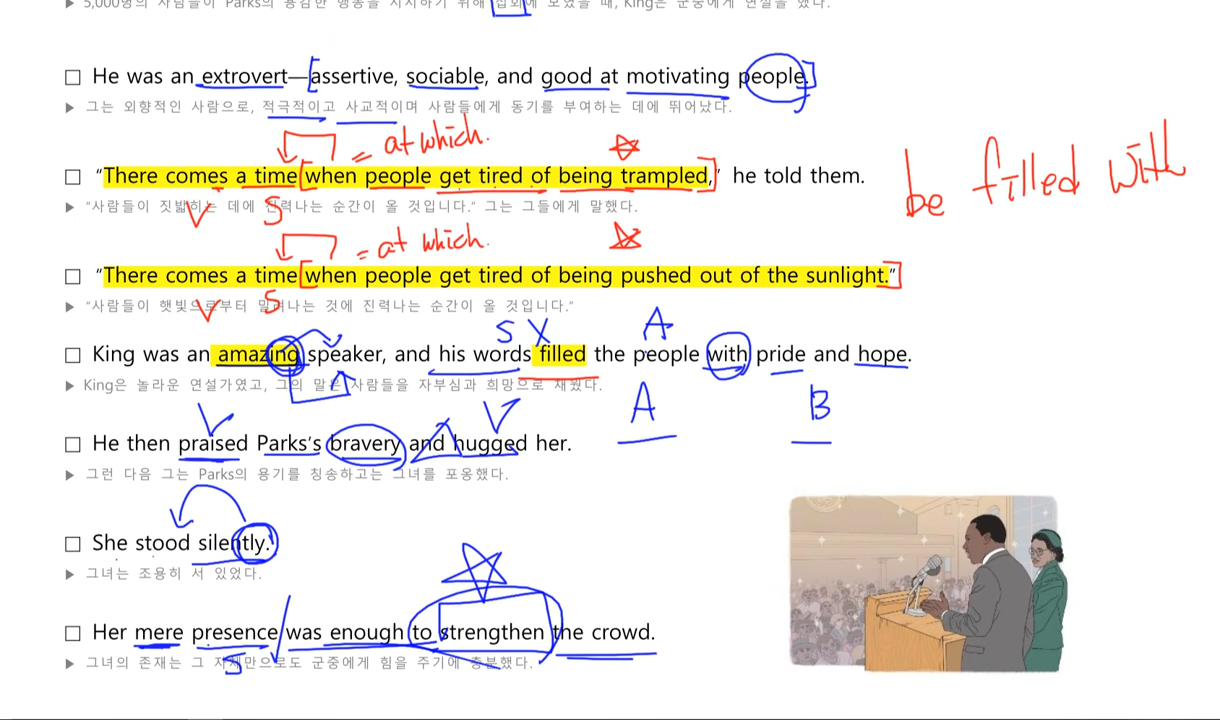 ▶ 5,000명의 사람들이 Parks의 용감한 행동을 지지하기 위해 집회에 모였을 때, King은 군중에게 연설을 했다.
□ He was an extrovert—[assertive, sociable, and good at motivating people.]
▶ 그는 외향적인 사람으로, 적극적이고 사교적이며 사람들에게 동기를 부여하는 데에 뛰어났다.
= at which.
□ "There comes a time [when people get tired of being trampled,]" he told them.
be filled with
▶ "사람들이 짓밟히는 데에 진력나는 순간이 올 것입니다." 그는 그들에게 말했다.
V S
= at which.
□ "There comes a time [when people get tired of being pushed out of the sunlight."]
▶ "사람들이 햇빛으로부터 밀려나는 것에 진력나는 순간이 올 것입니다."
V S
S X A
□ King was an amazing speaker, and his words filled the people with pride and hope.
▶ King은 놀라운 연설가였고, 그의 말은 사람들을 자부심과 희망으로 채웠다.
A B
V V
□ He then praised Parks's bravery and hugged her.
▶ 그런 다음 그는 Parks의 용기를 칭송하고는 그녀를 포옹했다.
□ She stood silently.
▶ 그녀는 조용히 서 있었다.
□ Her mere presence / was enough to strengthen the crowd.
▶ 그녀의 존재는 그 자체만으로도 군중에게 힘을 주기에 충분했다.
S